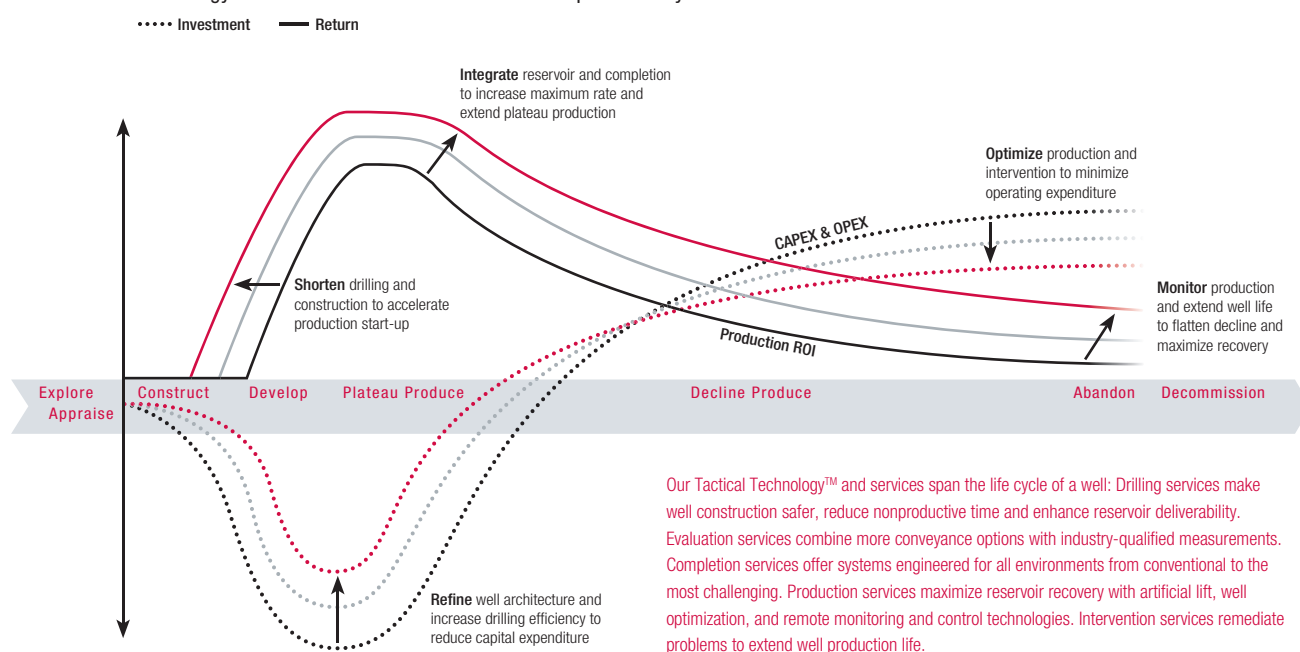 Investment
Return
Integrate reservoir and completion
to increase maximum rate and
extend plateau production
Optimize production and
intervention to minimize
operating expenditure
CAPEX & OPEX
Shorten drilling and
construction to accelerate
production start-up
Monitor production
and extend well life
to flatten decline and
maximize recovery
Production ROI
Explore
Appraise
Construct
Develop
Plateau Produce
Decline Produce
Abandon
Decommission
Refine well architecture and
increase drilling efficiency to
reduce capital expenditure
Our Tactical Technology™ and services span the life cycle of a well: Drilling services make
well construction safer, reduce nonproductive time and enhance reservoir deliverability.
Evaluation services combine more conveyance options with industry-qualified measurements.
Completion services offer systems engineered for all environments from conventional to the
most challenging. Production services maximize reservoir recovery with artificial lift, well
optimization, and remote monitoring and control technologies. Intervention services remediate
problems to extend well production life.